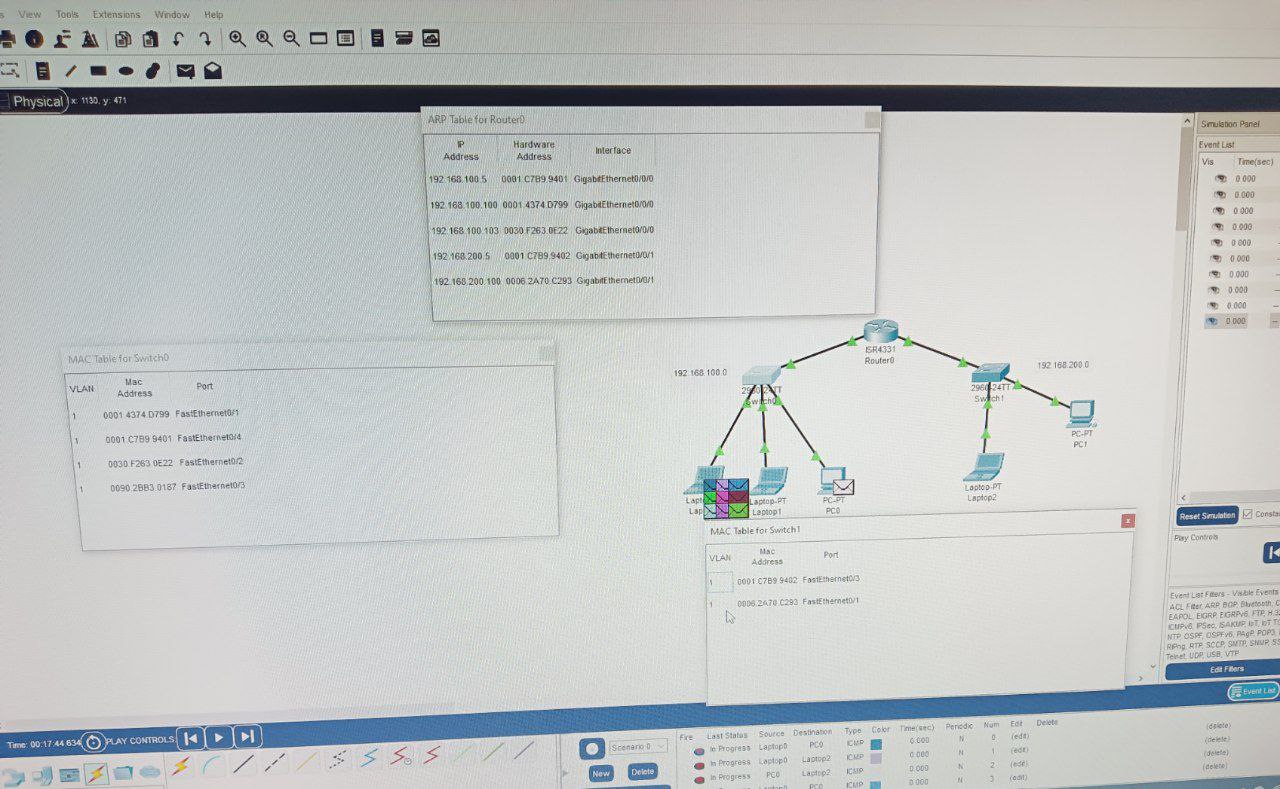 View Tools Extensions Window Help
Physical x: 1130, y: 471
ARP Table for Router0
IP Address Hardware Address Interface
192.168.100.5 0001.C7B9.9401 GigabitEthernet0/0/0
192.168.100.100 0001.4374.D799 GigabitEthernet0/0/0
192.168.100.103 0030.F263.0E22 GigabitEthernet0/0/0
192.168.200.5 0001.C7B9.9402 GigabitEthernet0/0/1
192.168.200.100 0006.2A70.C293 GigabitEthernet0/0/1
Simulation Panel
Event List
Vis Time(sec)
0.000
0.000
0.000
0.000
0.000
0.000
0.000
0.000
0.000
0.000
MAC Table for Switch0
VLAN Mac Address Port
1 0001.4374.D799 FastEthernet0/1
1 0001.C7B9.9401 FastEthernet0/4
1 0030.F263.0E22 FastEthernet0/2
1 0090.2BB3.0187 FastEthernet0/3
ISR4331
Router0
192.168.100.0
192.168.200.0
2960-24TT
Switch0
2960-24TT
Switch1
PC-PT
PC1
Laptop-PT
Laptop2
Laptop-PT
Laptop1
PC-PT
PC0
MAC Table for Switch1
VLAN Mac Address Port
1 0001.C7B9.9402 FastEthernet0/3
1 0006.2A70.C293 FastEthernet0/1
Reset Simulation
Play Controls
Event List Filters - Visible Events
ACL Filter, ARP, BGP, Bluetooth,
EAPOL, EIGRP, EIGRPv6, FTP,
ICMPv6, IPSec, ISAKMP, IoT, IoT
NTP, OSPF, OSPFv6, PAgP, POP3,
RIPng, RTP, SCCP, SMTP, SNMP,
Telnet, UDP, USB, VTP
Edit Filters
Event List
Time: 00:17:44.634 PLAY CONTROLS:
Scenario 0
New Delete
Fire Last Status Source Destination Type Color Time(sec) Periodic Num Edit Delete
In Progress Laptop0 PC0 ICMP 0.000 N 0 (edit) (delete)
In Progress Laptop0 Laptop2 ICMP 0.000 N 1 (edit) (delete)
In Progress PC0 Laptop2 ICMP 0.000 N 2 (edit) (delete)
In Progress Laptop0 PC0 ICMP 0.000 N 3 (edit) (delete)